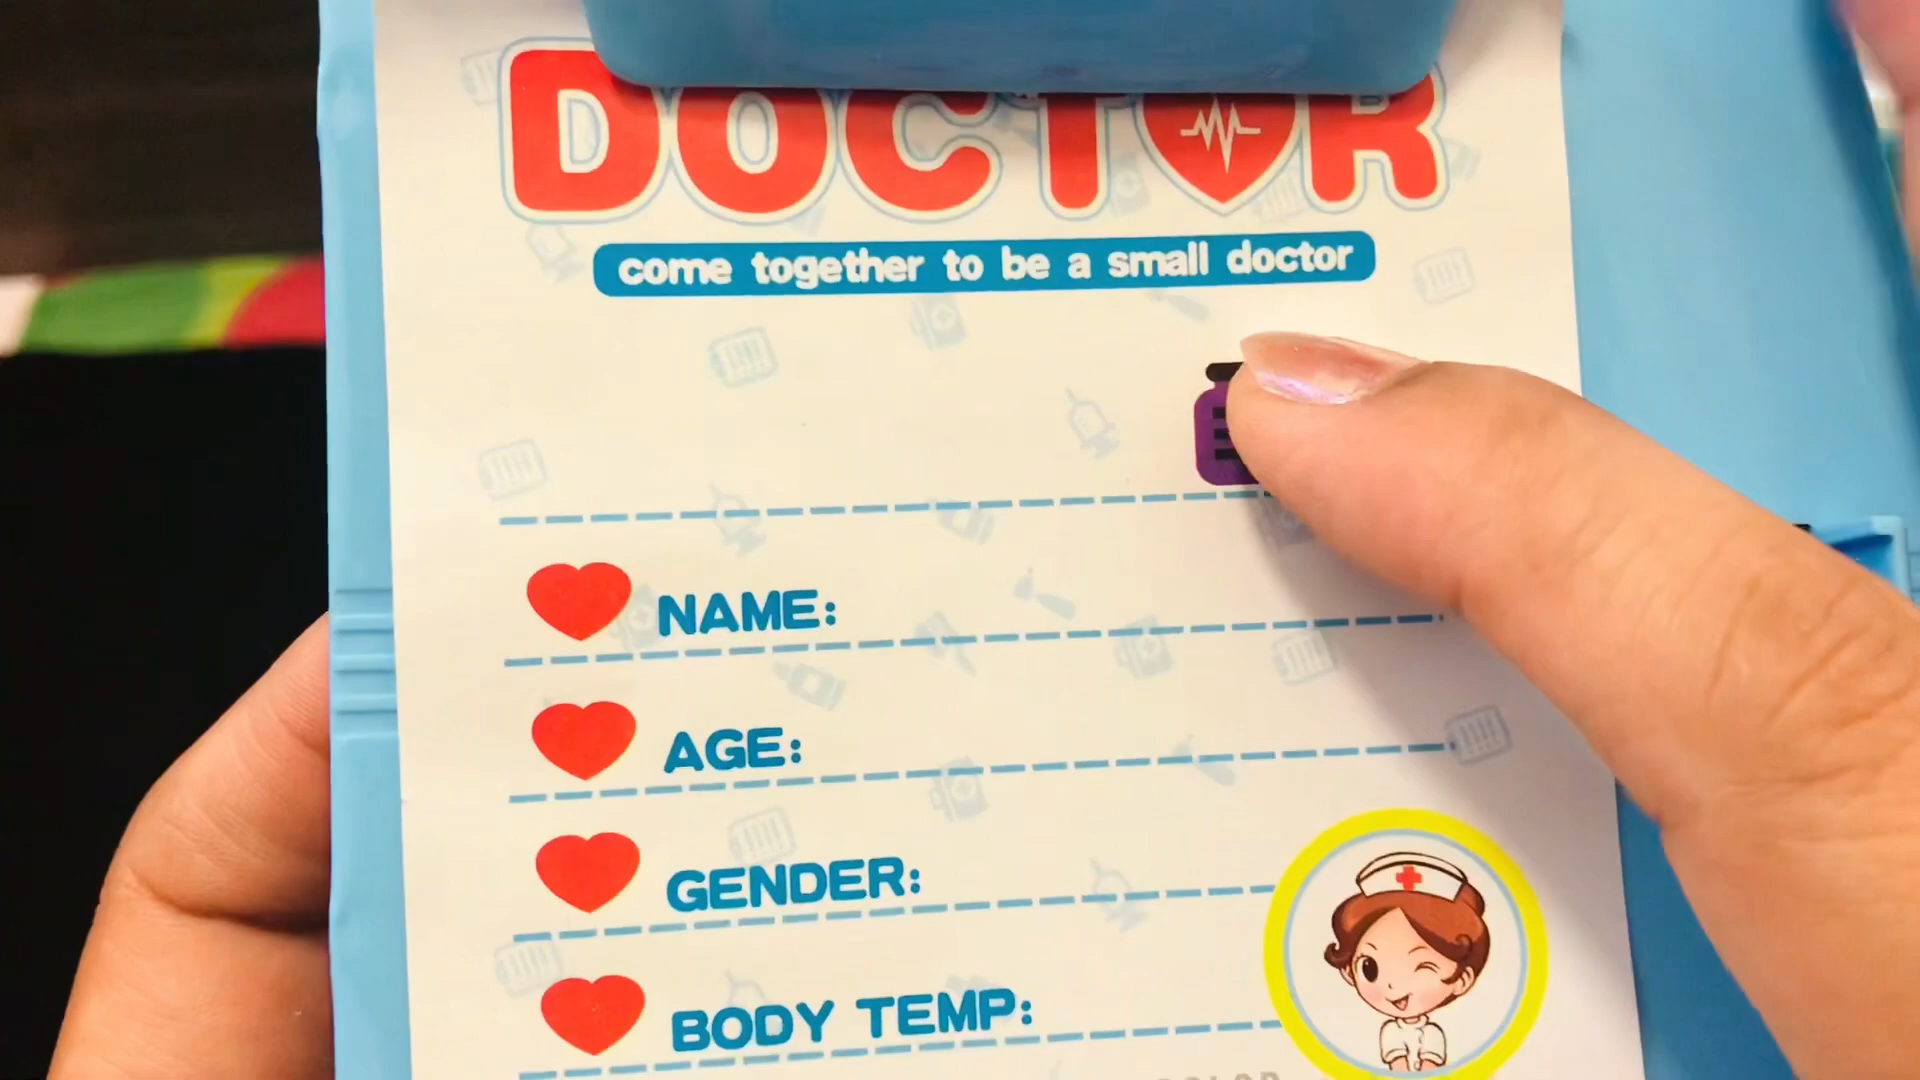 DOCTOR
come together to be a small doctor
NAME:
AGE:
GENDER:
BODY TEMP: